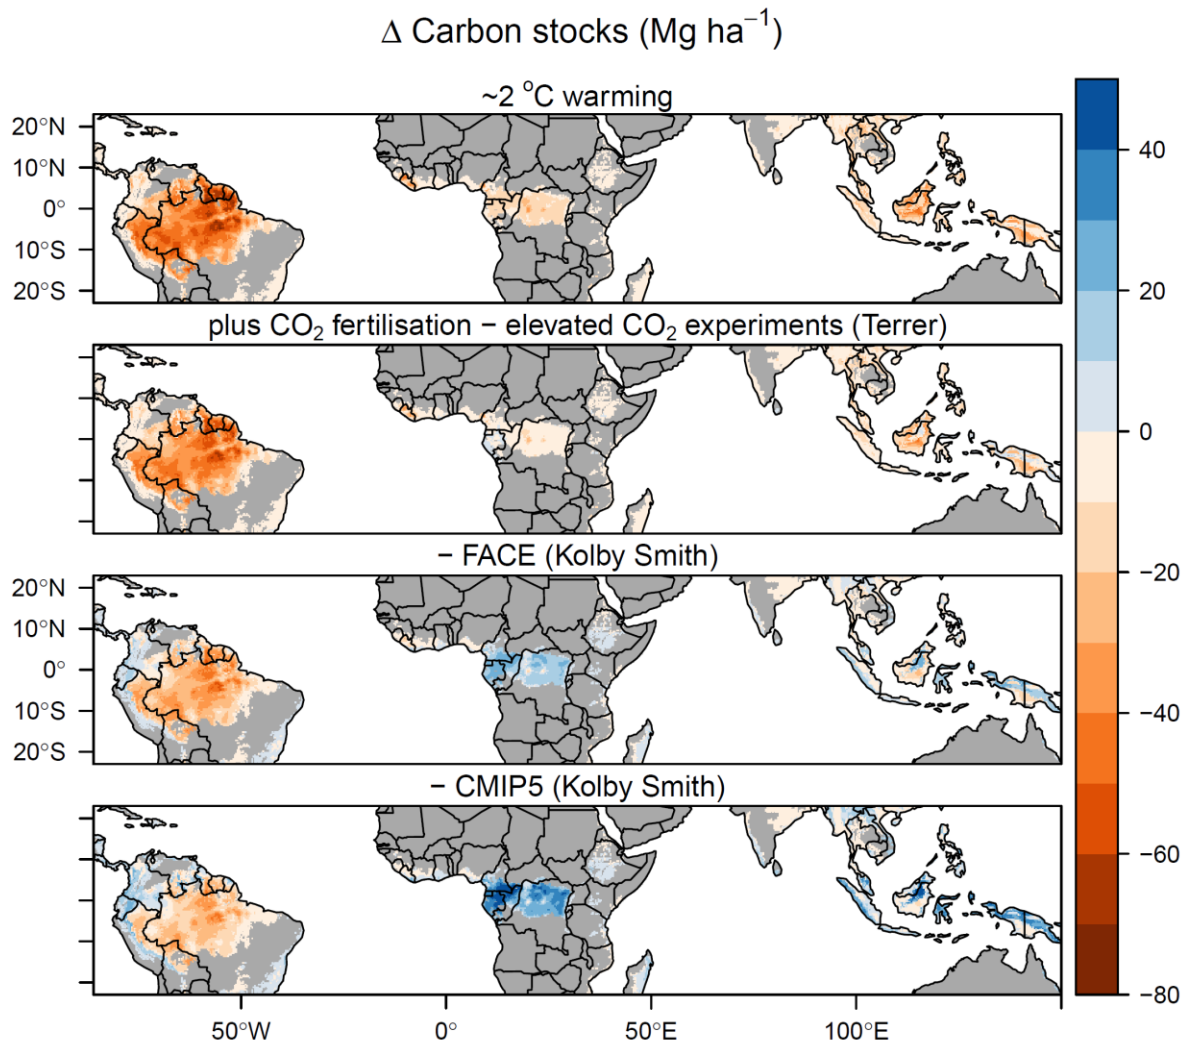 Δ Carbon stocks (Mg ha⁻¹)
~2 °C warming
20°N
10°N
0°
10°S
20°S
plus CO₂ fertilisation − elevated CO₂ experiments (Terrer)
− FACE (Kolby Smith)
20°N
10°N
0°
10°S
20°S
− CMIP5 (Kolby Smith)
50°W
0°
50°E
100°E
40
20
0
−20
−40
−60
−80